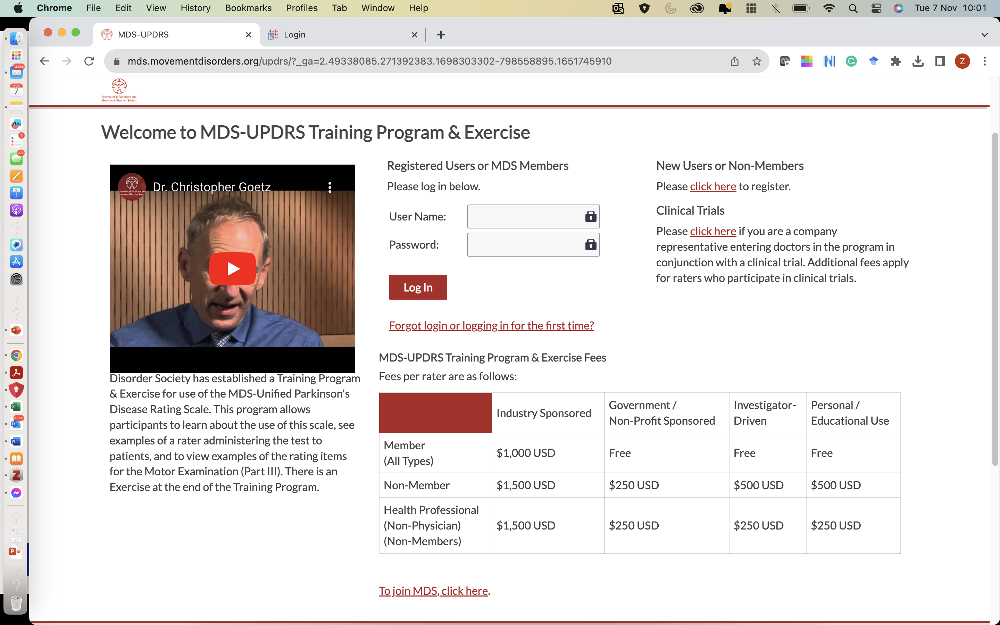 Chrome File Edit View History Bookmarks Profiles Tab Window Help Tue 7 Nov 10:01
MDS-UPDRS
Login
mds.movementdisorders.org/updrs/?_ga=2.49338085.271392383.1698303302-798558895.1651745910
Z
13.666
NOV
7
1
276
18023
International Parkinson and
Movement Disorder Society
Welcome to MDS-UPDRS Training Program & Exercise
Dr. Christopher Goetz
Disorder Society has established a Training Program
& Exercise for use of the MDS-Unified Parkinson's
Disease Rating Scale. This program allows
participants to learn about the use of this scale, see
examples of a rater administering the test to
patients, and to view examples of the rating items
for the Motor Examination (Part III). There is an
Exercise at the end of the Training Program.
Registered Users or MDS Members
Please log in below.
User Name:
Password:
Log In
Forgot login or logging in for the first time?
New Users or Non-Members
Please click here to register.
Clinical Trials
Please click here if you are a company
representative entering doctors in the program in
conjunction with a clinical trial. Additional fees apply
for raters who participate in clinical trials.
MDS-UPDRS Training Program & Exercise Fees
Fees per rater are as follows:
Industry Sponsored
Government /
Non-Profit Sponsored
Investigator-
Driven
Personal /
Educational Use
Member
(All Types)
$1,000 USD
Free
Free
Free
Non-Member
$1,500 USD
$250 USD
$500 USD
$500 USD
Health Professional
(Non-Physician)
(Non-Members)
$1,500 USD
$250 USD
$250 USD
$250 USD
To join MDS, click here.